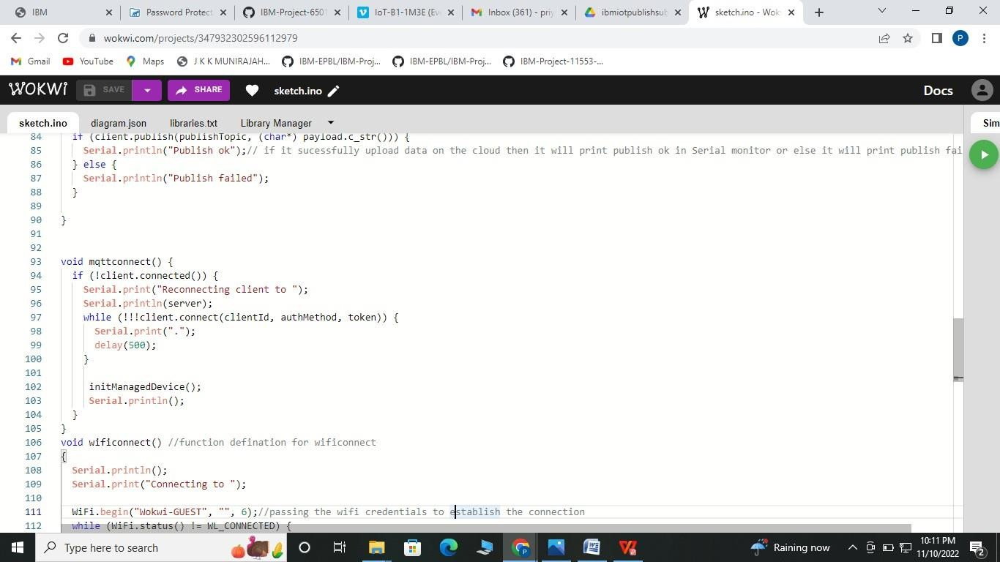 IBM
Password Protect
IBM-Project-6501
IoT-B1-1M3E (Eve
Inbox (361) - priy
ibmiotpublishsub
sketch.ino - Wok
wokwi.com/projects/347932302596112979
P
Gmail
YouTube
Maps
J K K MUNIRAJAH...
IBM-EPBL/IBM-Proj...
IBM-EPBL/IBM-Proj...
IBM-Project-11553-...
WOKWI
SAVE
SHARE
sketch.ino
Docs
sketch.ino
diagram.json
libraries.txt
Library Manager
Sim
84 if (client.publish(publishTopic, (char*) payload.c_str())) {
85 Serial.println("Publish ok");// if it sucessfully upload data on the cloud then it will print publish ok in Serial monitor or else it will print publish fai
86 } else {
87 Serial.println("Publish failed");
88 }
89
90 }
91
92
93 void mqttconnect() {
94 if (!client.connected()) {
95 Serial.print("Reconnecting client to ");
96 Serial.println(server);
97 while (!!!client.connect(clientId, authMethod, token)) {
98 Serial.print(".");
99 delay(500);
100 }
101
102 initManagedDevice();
103 Serial.println();
104 }
105 }
106 void wificonnect() //function defination for wificonnect
107 {
108 Serial.println();
109 Serial.print("Connecting to ");
110
111 WiFi.begin("Wokwi-GUEST", "", 6);//passing the wifi credentials to establish the connection
112 while (WiFi.status() != WL_CONNECTED) {
Type here to search
Raining now
10:11 PM
11/10/2022
2